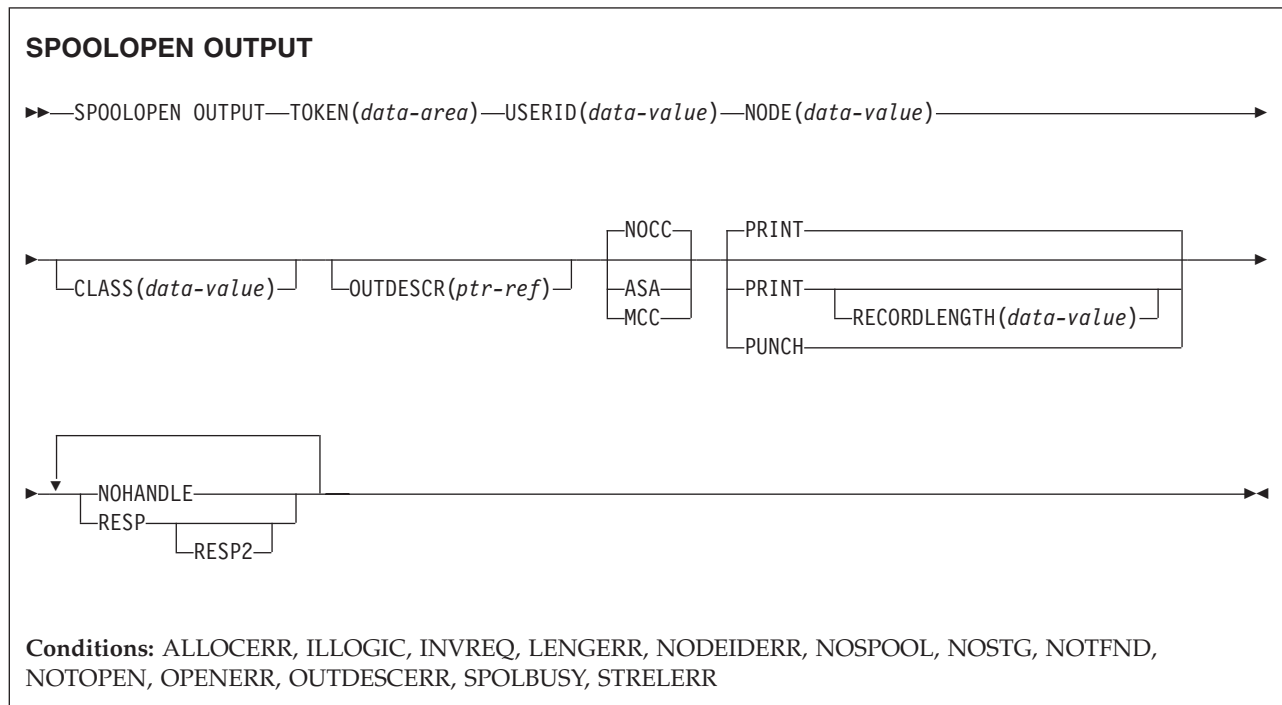 SPOOLOPEN OUTPUT
SPOOLOPEN OUTPUT TOKEN(data-area) USERID(data-value) NODE(data-value)
NOCC PRINT
CLASS(data-value) OUTDESCR(ptr-ref) ASA PRINT
MCC RECORDLENGTH(data-value)
PUNCH
NOHANDLE
RESP
RESP2
Conditions: ALLOCERR, ILLOGIC, INVREQ, LENGERR, NODEIDERR, NOSPOOL, NOSTG, NOTFND,
NOTOPEN, OPENERR, OUTDESCERR, SPOLBUSY, STRELERR